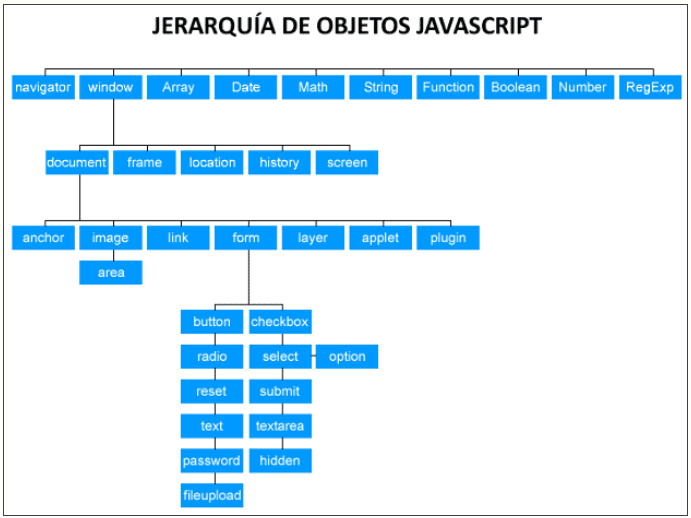 JERARQUÍA DE OBJETOS JAVASCRIPT
navigator window Array Date Math String Function Boolean Number RegExp
document frame location history screen
anchor image link form layer applet plugin
area
button checkbox
radio select option
reset submit
text textarea
password hidden
fileupload